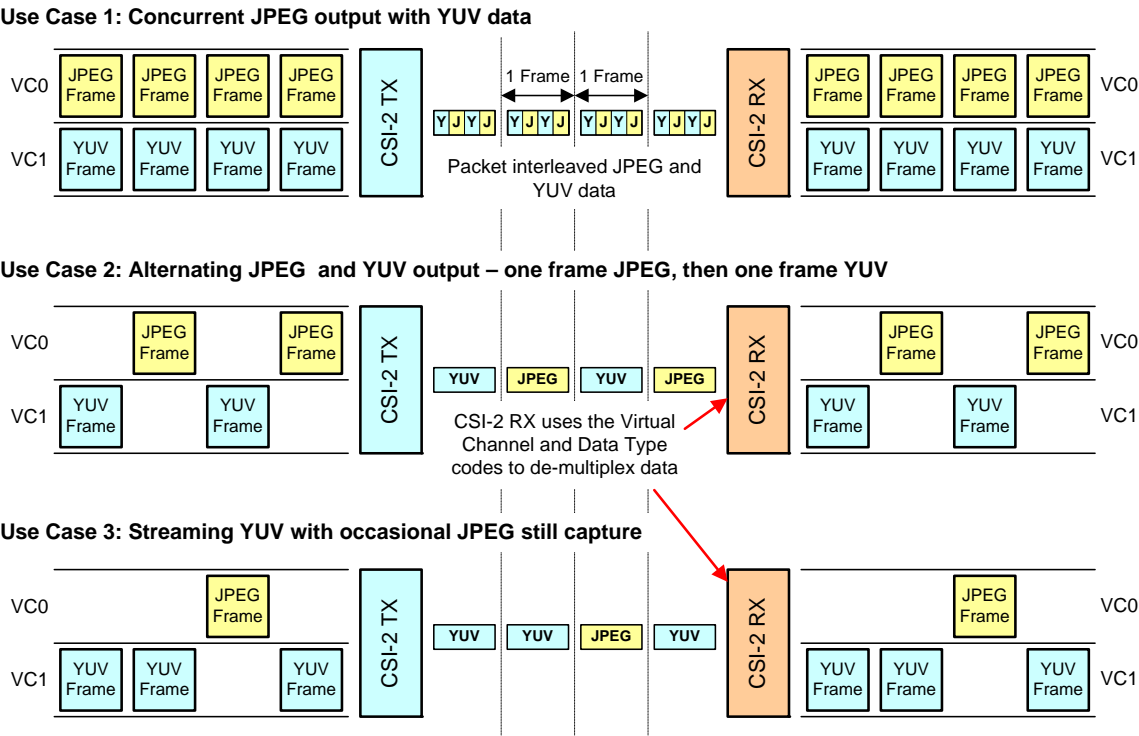 Use Case 1: Concurrent JPEG output with YUV data
VC0
JPEG Frame
JPEG Frame
JPEG Frame
JPEG Frame
VC1
YUV Frame
YUV Frame
YUV Frame
YUV Frame
CSI-2 TX
1 Frame
1 Frame
Y J Y J
Y J Y J
Y J Y J
Y J Y J
Packet interleaved JPEG and
YUV data
CSI-2 RX
JPEG Frame
JPEG Frame
JPEG Frame
JPEG Frame
VC0
YUV Frame
YUV Frame
YUV Frame
YUV Frame
VC1
Use Case 2: Alternating JPEG and YUV output – one frame JPEG, then one frame YUV
VC0
JPEG Frame
JPEG Frame
VC1
YUV Frame
YUV Frame
CSI-2 TX
YUV
JPEG
YUV
JPEG
CSI-2 RX uses the Virtual
Channel and Data Type
codes to de-multiplex data
CSI-2 RX
JPEG Frame
JPEG Frame
VC0
YUV Frame
YUV Frame
VC1
Use Case 3: Streaming YUV with occasional JPEG still capture
VC0
JPEG Frame
VC1
YUV Frame
YUV Frame
YUV Frame
CSI-2 TX
YUV
YUV
JPEG
YUV
CSI-2 RX
JPEG Frame
VC0
YUV Frame
YUV Frame
YUV Frame
VC1